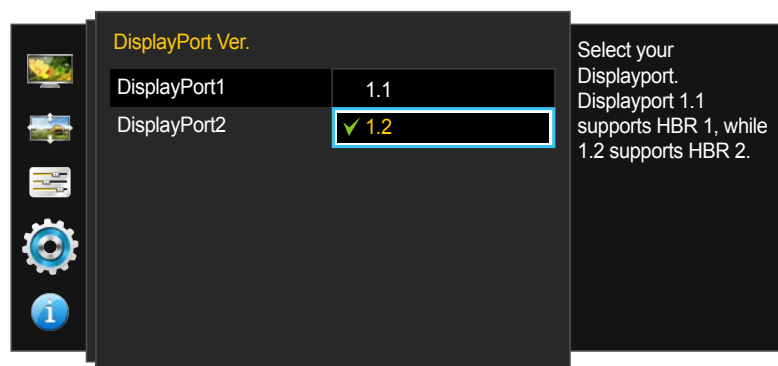 DisplayPort Ver.
DisplayPort1
1.1
DisplayPort2
1.2
Select your
Displayport.
Displayport 1.1
supports HBR 1, while
1.2 supports HBR 2.
i